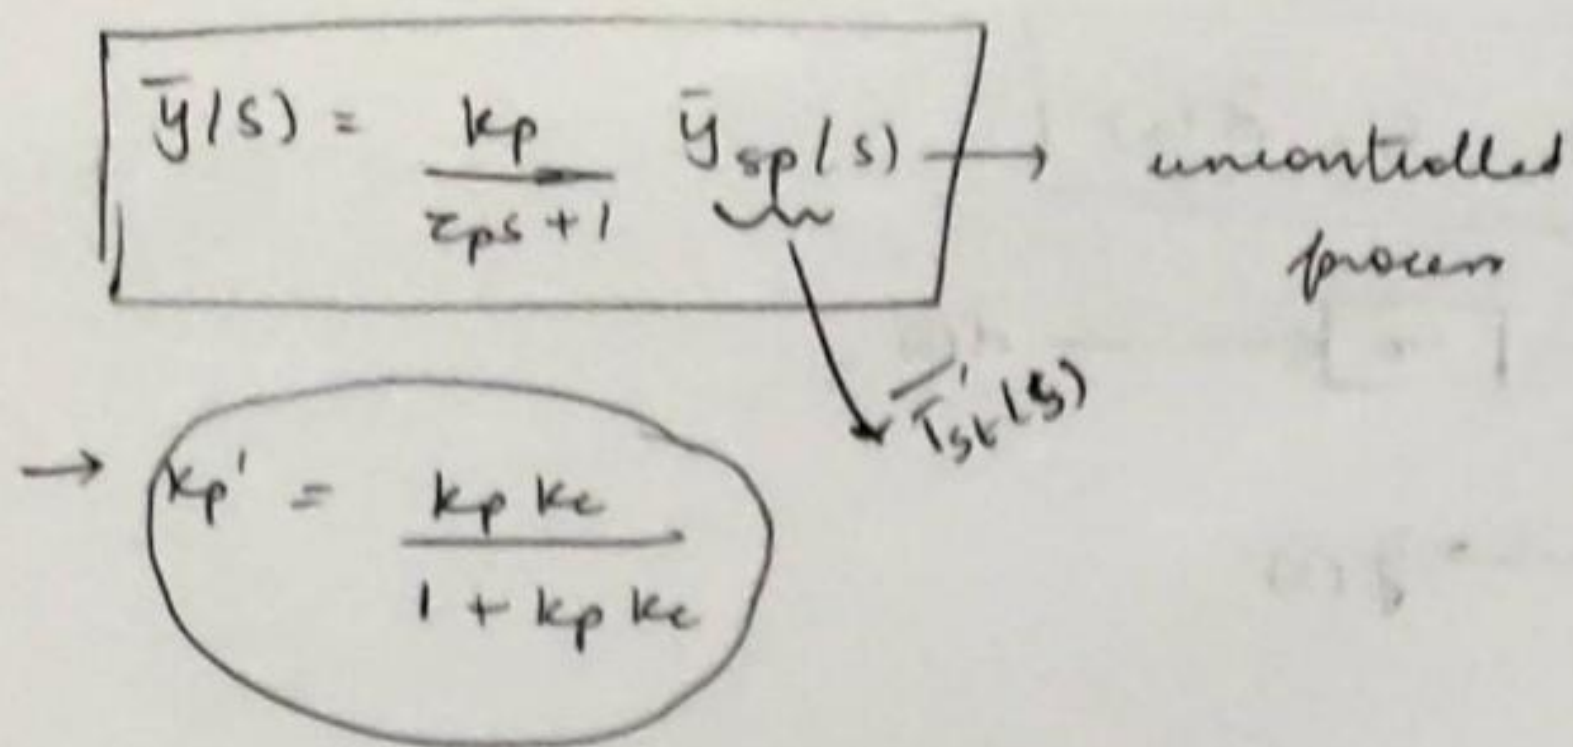 ȳ(s) = kp / (τps + 1) ȳsp(s) → uncontrolled
process
T̄'st(s)
→ kp' = kp kc / (1 + kp kc)